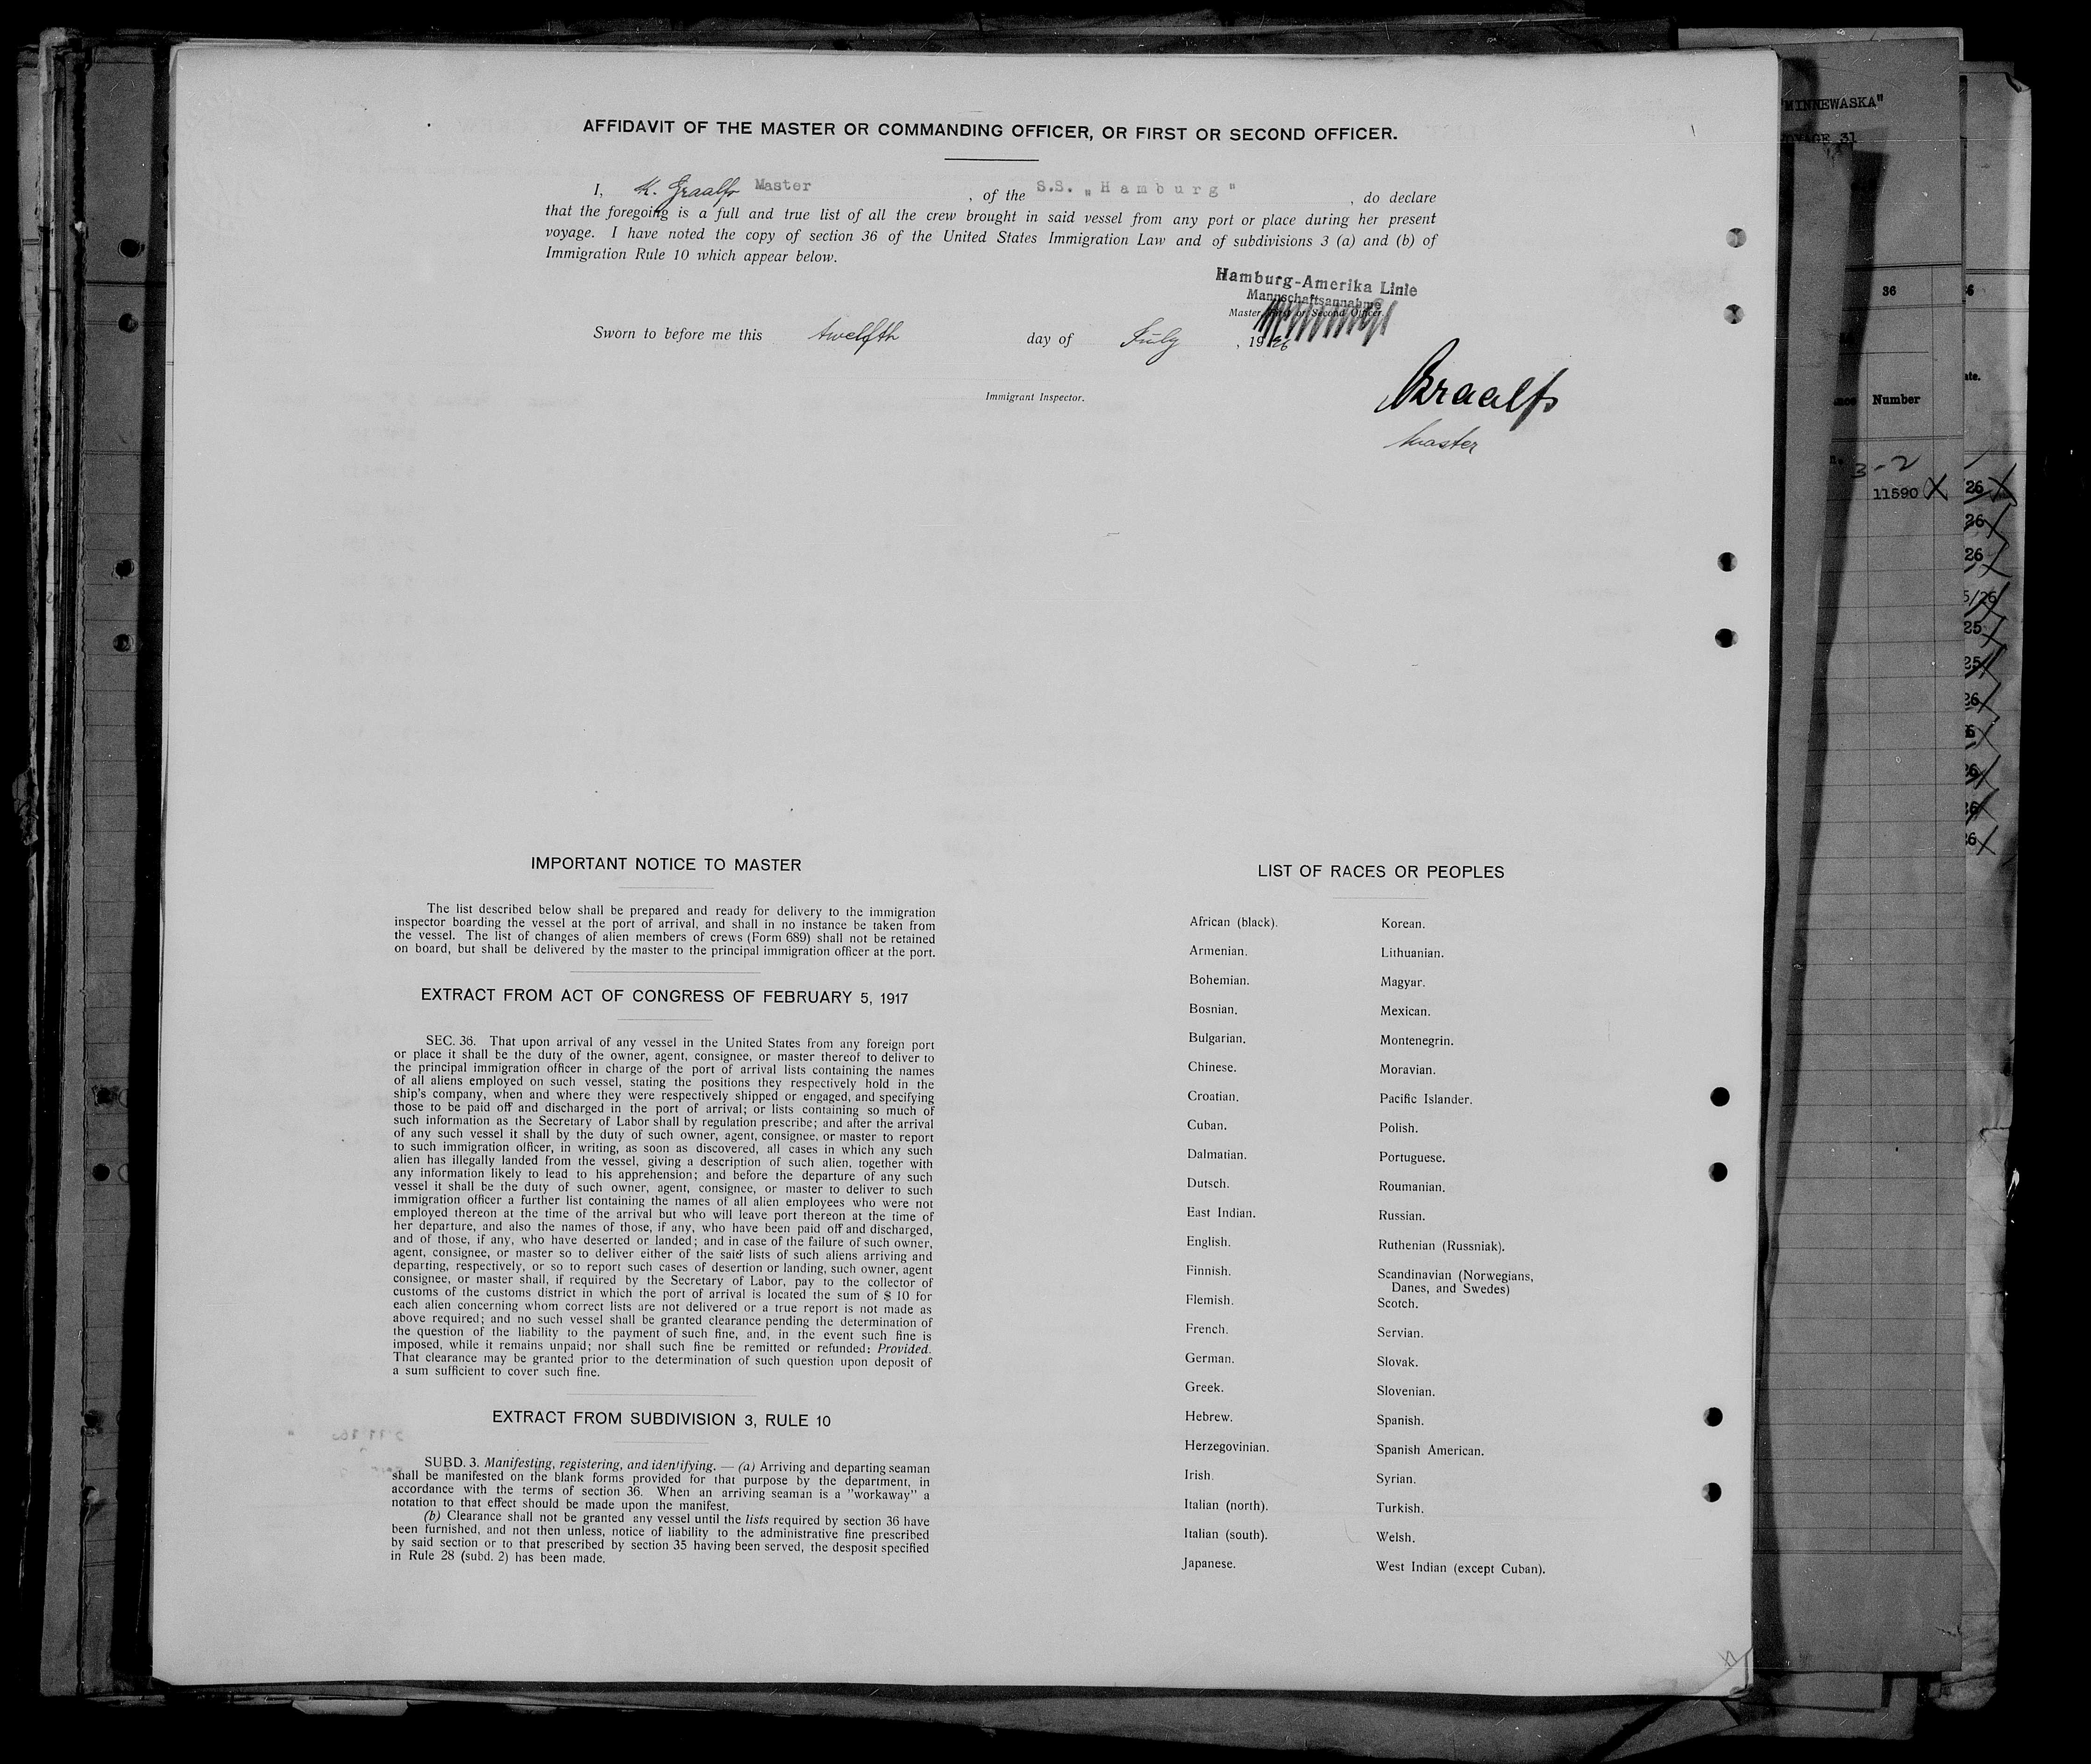 AFFIDAVIT OF THE MASTER OR COMMANDING OFFICER, OR FIRST OR SECOND OFFICER.
I, K. Graalfs Master , of the S.S. „Hamburg" , do declare
that the foregoing is a full and true list of all the crew brought in said vessel from any port or place during her present
voyage. I have noted the copy of section 36 of the United States Immigration Law and of subdivisions 3 (a) and (b) of
Immigration Rule 10 which appear below.
Hamburg-Amerika Linie
Mannschaftsannahme
Master, First or Second Officer.
Sworn to before me this twelfth day of July , 1926
Graalfs
Master
Immigrant Inspector.
IMPORTANT NOTICE TO MASTER
The list described below shall be prepared and ready for delivery to the immigration
inspector boarding the vessel at the port of arrival, and shall in no instance be taken from
the vessel. The list of changes of alien members of crews (Form 689) shall not be retained
on board, but shall be delivered by the master to the principal immigration officer at the port.
EXTRACT FROM ACT OF CONGRESS OF FEBRUARY 5, 1917
SEC. 36. That upon arrival of any vessel in the United States from any foreign port
or place it shall be the duty of the owner, agent, consignee, or master thereof to deliver to
the principal immigration officer in charge of the port of arrival lists containing the names
of all aliens employed on such vessel, stating the positions they respectively hold in the
ship's company, when and where they were respectively shipped or engaged, and specifying
those to be paid off and discharged in the port of arrival; or lists containing so much of
such information as the Secretary of Labor shall by regulation prescribe; and after the arrival
of any such vessel it shall by the duty of such owner, agent, consignee, or master to report
to such immigration officer, in writing, as soon as discovered, all cases in which any such
alien has illegally landed from the vessel, giving a description of such alien, together with
any information likely to lead to his apprehension; and before the departure of any such
vessel it shall be the duty of such owner, agent, consignee, or master to deliver to such
immigration officer a further list containing the names of all alien employees who were not
employed thereon at the time of the arrival but who will leave port thereon at the time of
her departure, and also the names of those, if any, who have been paid off and discharged,
and of those, if any, who have deserted or landed; and in case of the failure of such owner,
agent, consignee, or master so to deliver either of the said lists of such aliens arriving and
departing, respectively, or so to report such cases of desertion or landing, such owner, agent
consignee, or master shall, if required by the Secretary of Labor, pay to the collector of
customs of the customs district in which the port of arrival is located the sum of $ 10 for
each alien concerning whom correct lists are not delivered or a true report is not made as
above required; and no such vessel shall be granted clearance pending the determination of
the question of the liability to the payment of such fine, and, in the event such fine is
imposed, while it remains unpaid; nor shall such fine be remitted or refunded: Provided.
That clearance may be granted prior to the determination of such question upon deposit of
a sum sufficient to cover such fine.
EXTRACT FROM SUBDIVISION 3, RULE 10
SUBD. 3. Manifesting, registering, and identifying. — (a) Arriving and departing seaman
shall be manifested on the blank forms provided for that purpose by the department, in
accordance with the terms of section 36. When an arriving seaman is a "workaway" a
notation to that effect should be made upon the manifest.
(b) Clearance shall not be granted any vessel until the lists required by section 36 have
been furnished, and not then unless, notice of liability to the administrative fine prescribed
by said section or to that prescribed by section 35 having been served, the desposit specified
in Rule 28 (subd. 2) has been made.
LIST OF RACES OR PEOPLES
African (black).
Armenian.
Bohemian.
Bosnian.
Bulgarian.
Chinese.
Croatian.
Cuban.
Dalmatian.
Dutsch.
East Indian.
English.
Finnish.
Flemish.
French.
German.
Greek.
Hebrew.
Herzegovinian.
Irish.
Italian (north).
Italian (south).
Japanese.
Korean.
Lithuanian.
Magyar.
Mexican.
Montenegrin.
Moravian.
Pacific Islander.
Polish.
Portuguese.
Roumanian.
Russian.
Ruthenian (Russniak).
Scandinavian (Norwegians,
Danes, and Swedes)
Scotch.
Servian.
Slovak.
Slovenian.
Spanish.
Spanish American.
Syrian.
Turkish.
Welsh.
West Indian (except Cuban).
"MINNEWASKA"
31
36
Number
3-2
11590 X
26
26
26
5/26
25
25
26
6
26
26
26